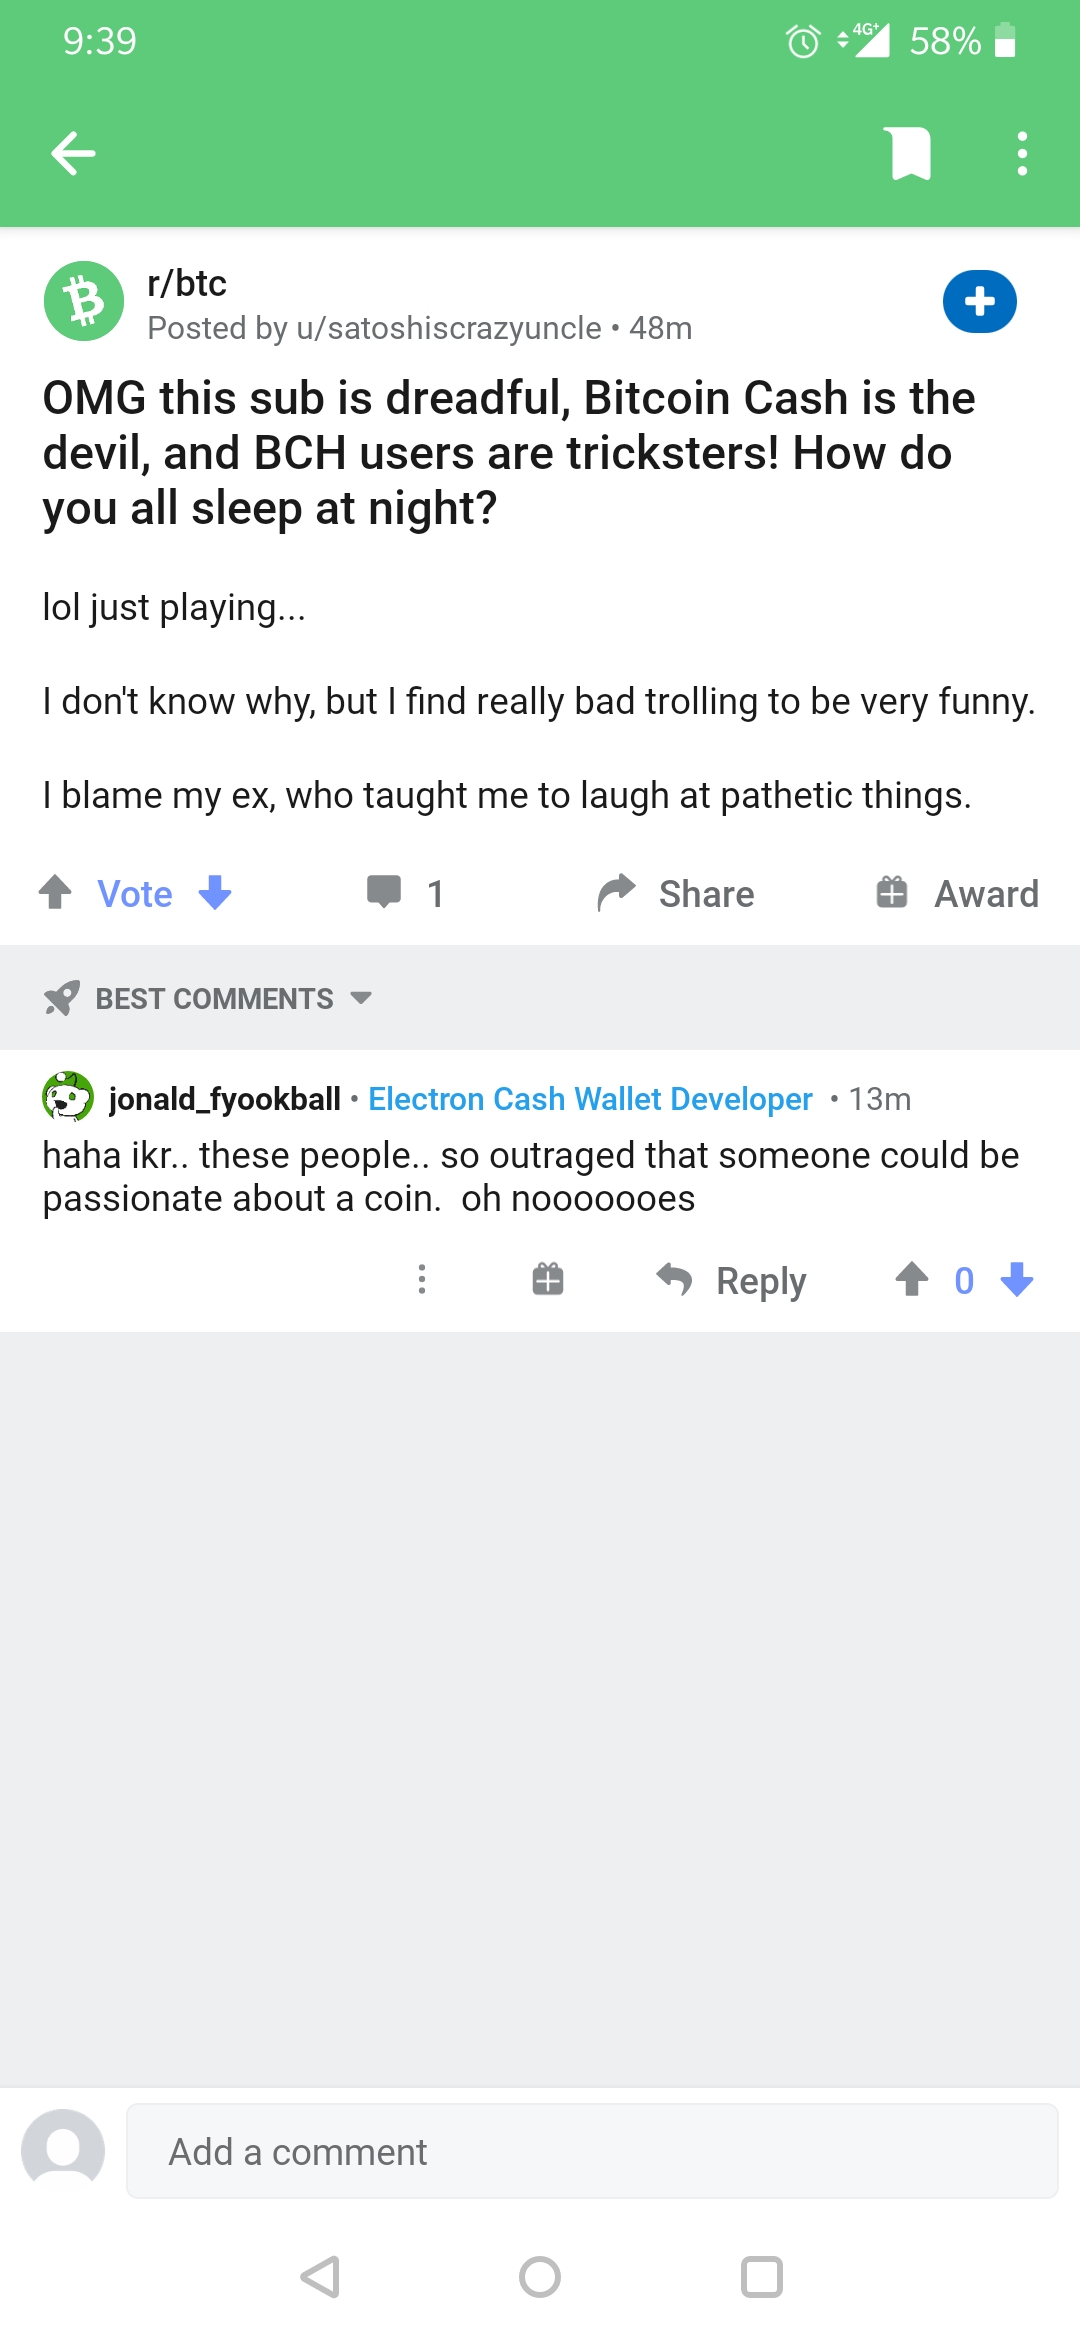 9:39
4G+ 58%
r/btc
Posted by u/satoshiscrazyuncle • 48m
OMG this sub is dreadful, Bitcoin Cash is the
devil, and BCH users are tricksters! How do
you all sleep at night?
lol just playing...
I don't know why, but I find really bad trolling to be very funny.
I blame my ex, who taught me to laugh at pathetic things.
Vote 1 Share Award
BEST COMMENTS
jonald_fyookball • Electron Cash Wallet Developer • 13m
haha ikr.. these people.. so outraged that someone could be
passionate about a coin.  oh nooooooes
Reply 0
Add a comment